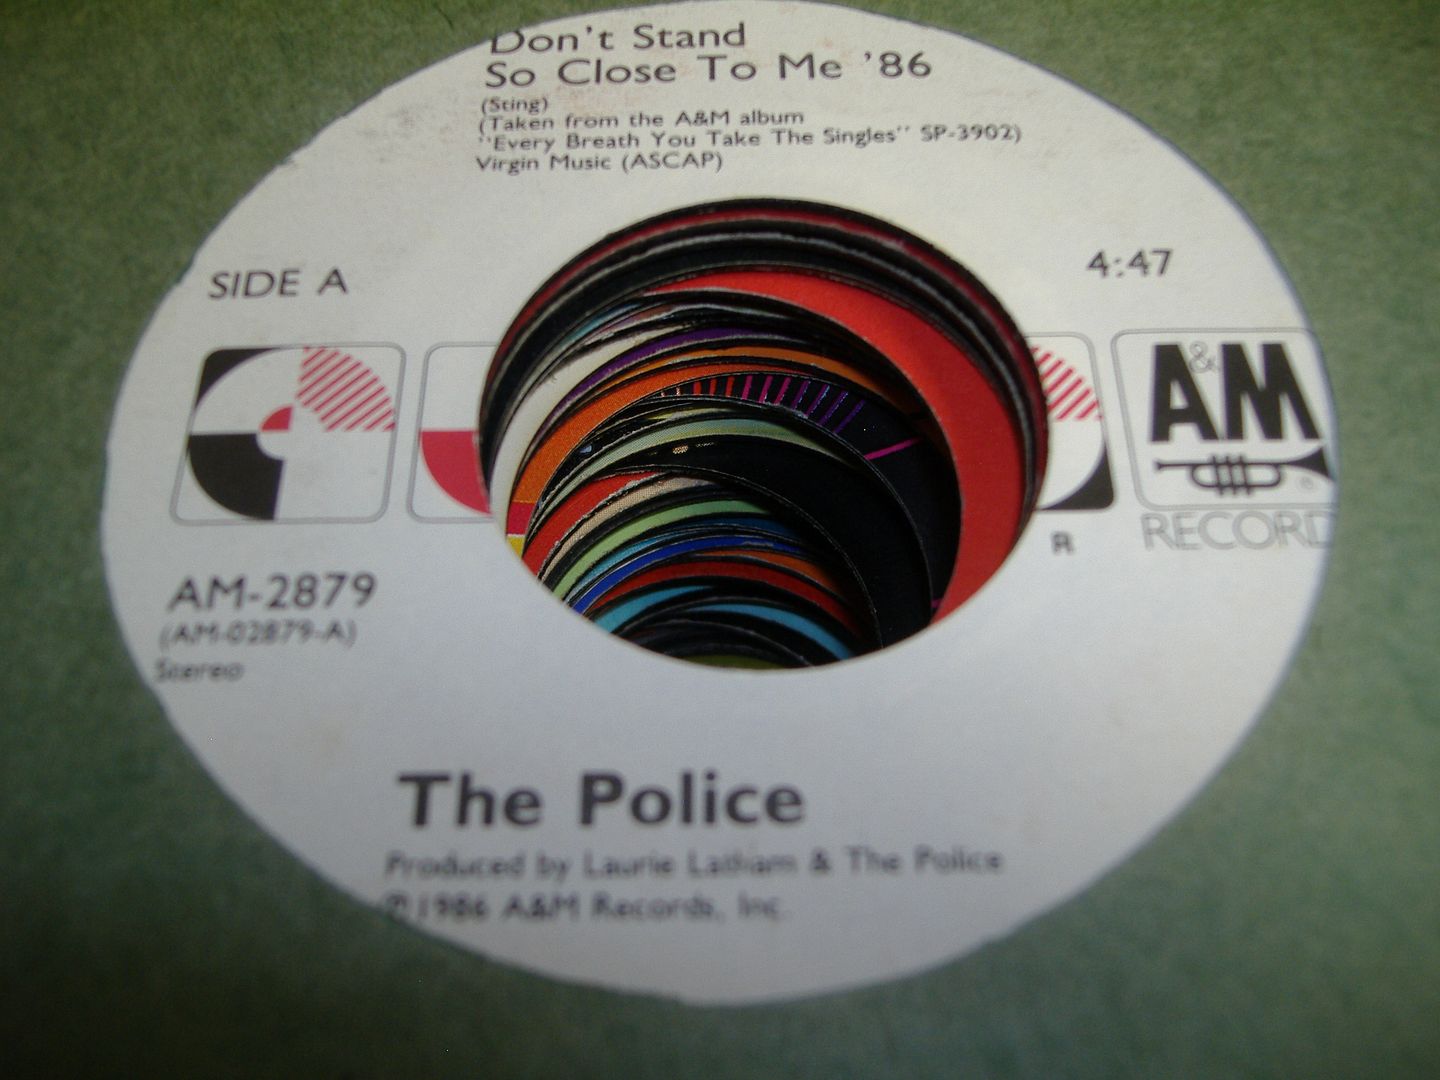 Don't Stand
So Close To Me '86
(Sting)
(Taken from the A&M album
"Every Breath You Take The Singles" SP-3902)
Virgin Music (ASCAP)
SIDE A
4:47
A&M
®
R
RECORD
AM-2879
(AM-02879-A)
Stereo
The Police
Produced by Laurie Latham & The Police
℗1986 A&M Records, Inc.